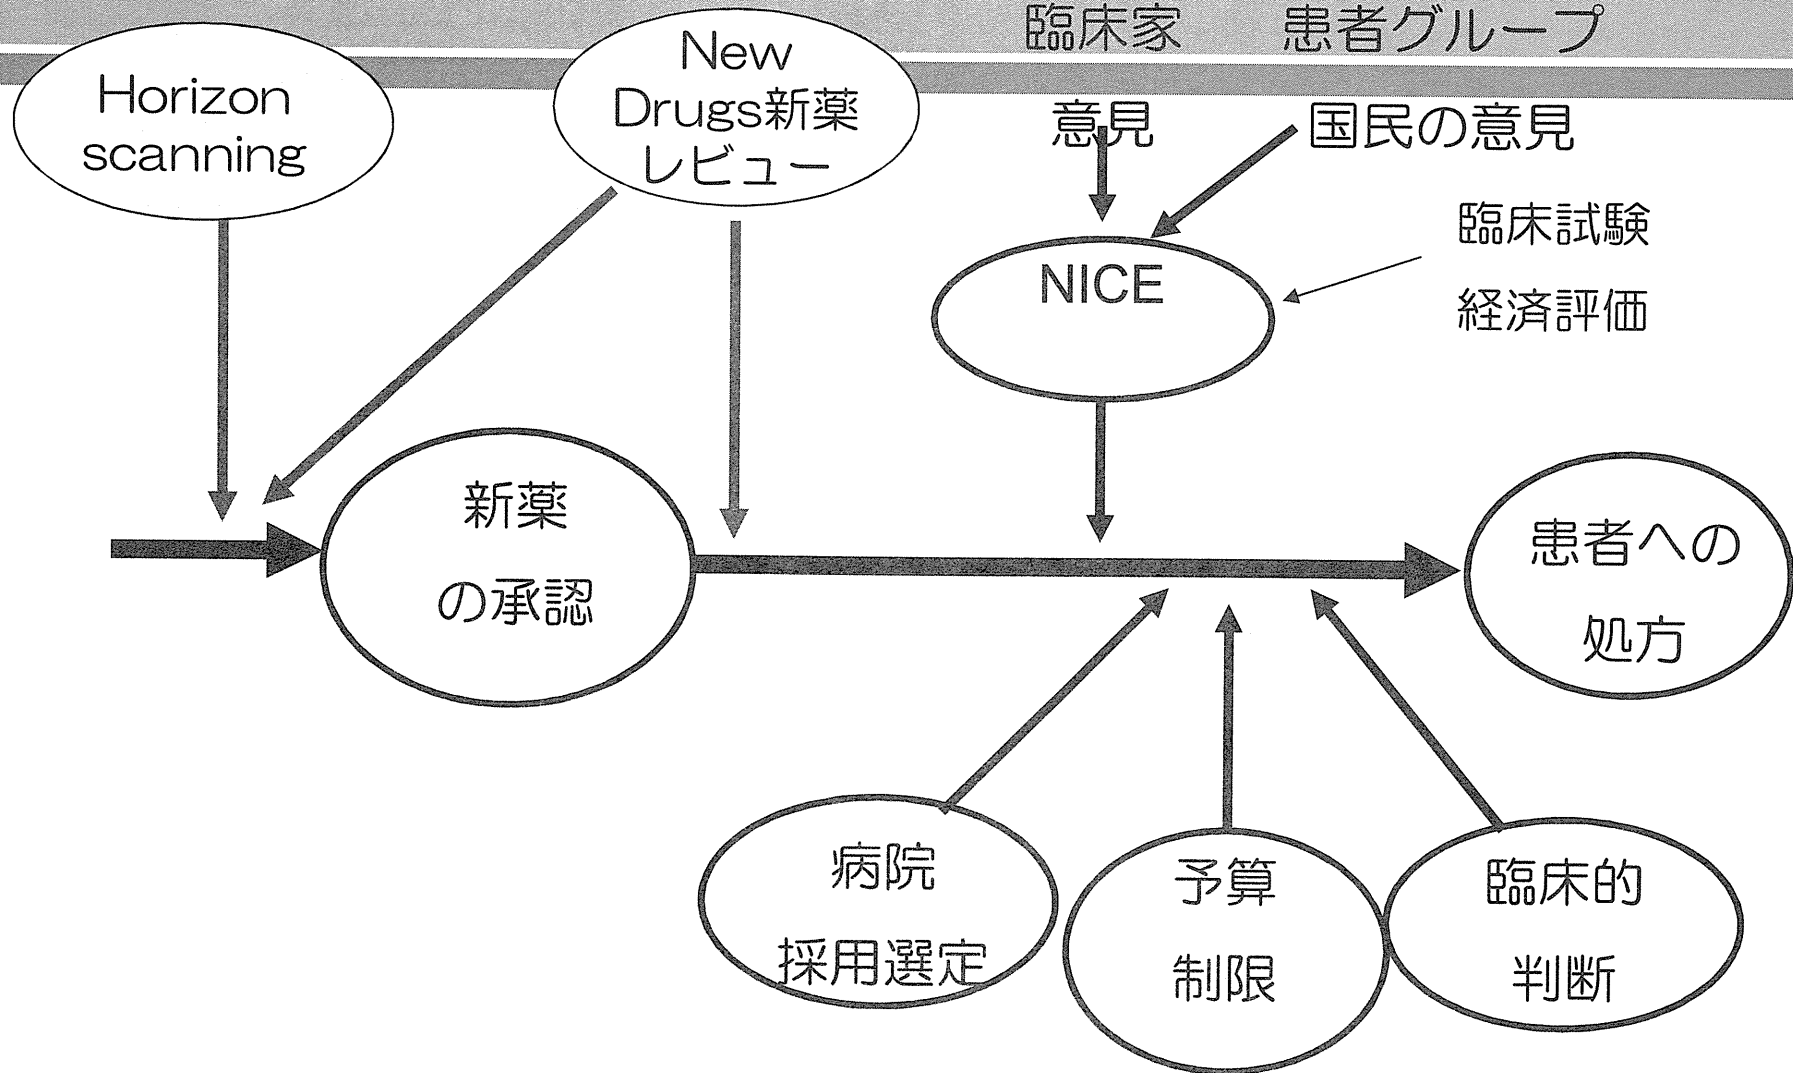 臨床家 患者グループ
Horizon
scanning
New
Drugs新薬
レビュー
意見 国民の意見
NICE
臨床試験
経済評価
新薬
の承認
患者への
処方
病院
採用選定
予算
制限
臨床的
判断